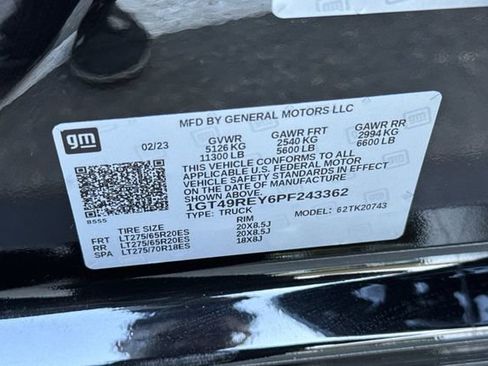 MFD BY GENERAL MOTORS LLC
gm
02/23
GVWR GAWR FRT GAWR RR
5126 KG 2540 KG 2994 KG
11300 LB 5600 LB 6600 LB
THIS VEHICLE CONFORMS TO ALL
APPLICABLE U.S. FEDERAL MOTOR
VEHICLE SAFETY STANDARDS IN EFFECT
ON THE DATE OF MANUFACTURE
SHOWN ABOVE.
1GT49REY6PF243362
TYPE: TRUCK MODEL: 62TK20743
B555
TIRE SIZE RIM
FRT LT275/65R20ES 20X8.5J
RR LT275/65R20ES 20X8.5J
SPA LT275/70R18ES 18X8J